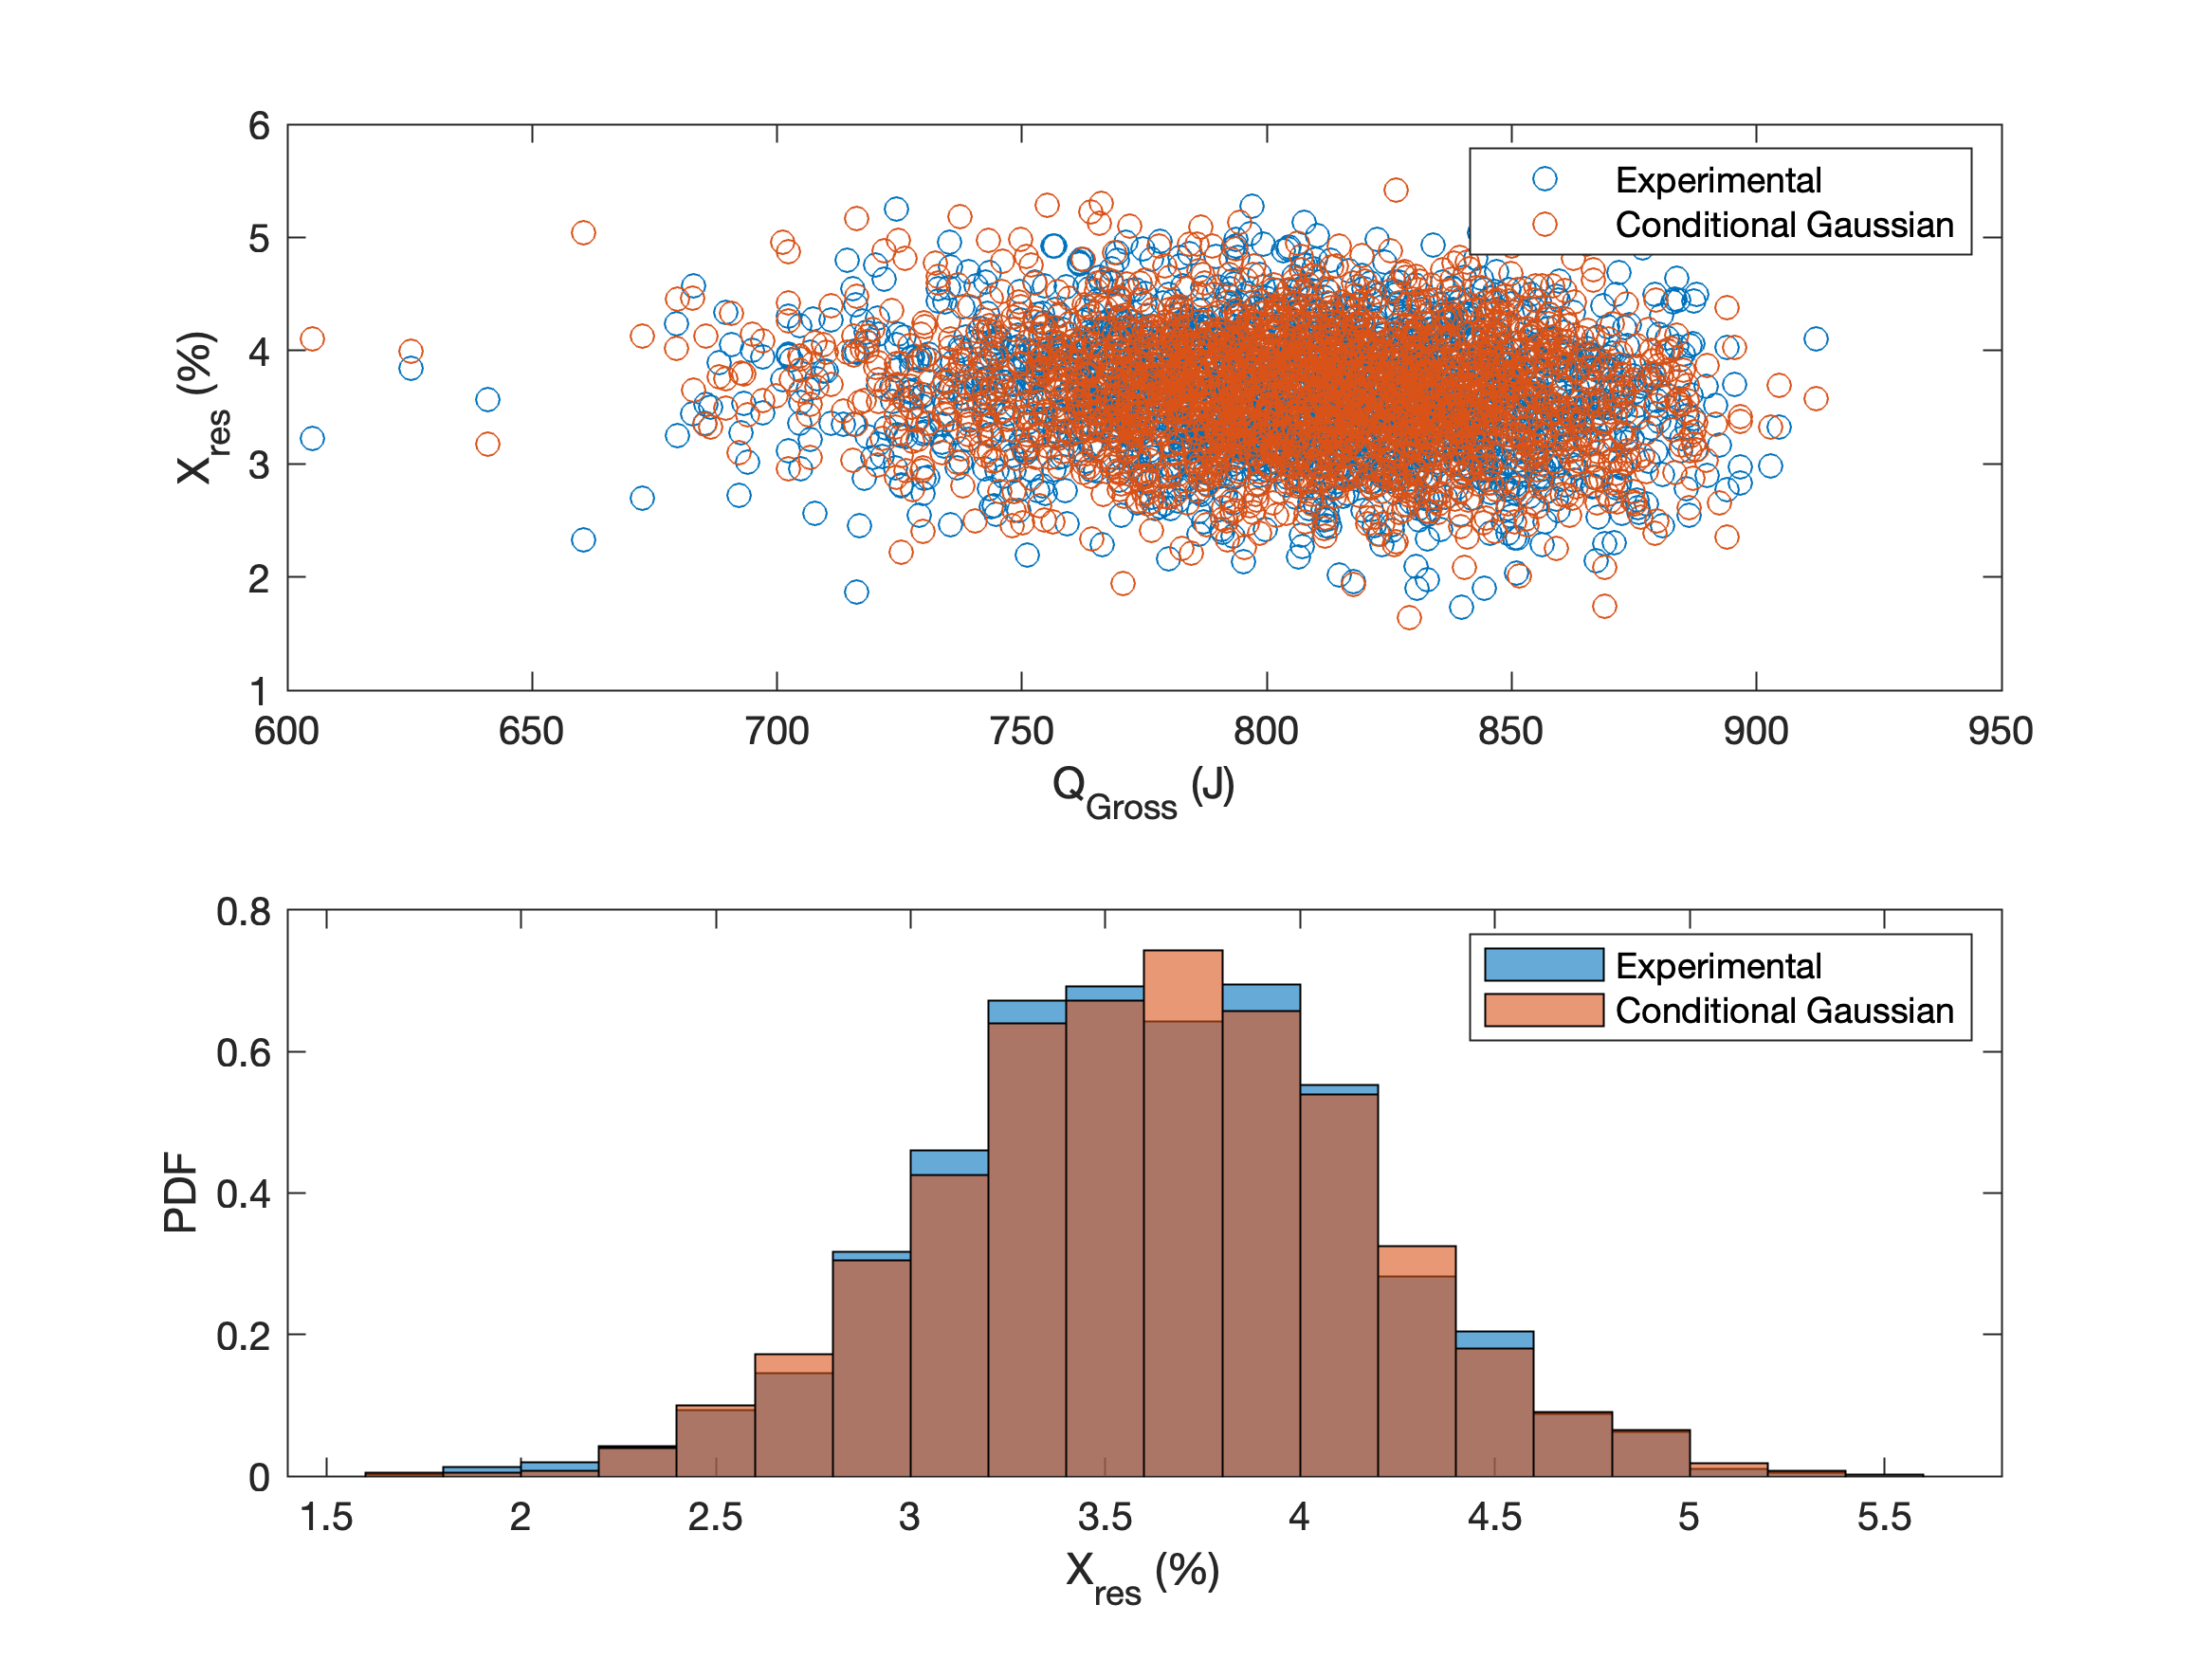 6
5
4
3
2
1
X_res (%)
Experimental
Conditional Gaussian
600 650 700 750 800 850 900 950
Q_Gross (J)
0.8
0.6
0.4
0.2
0
PDF
Experimental
Conditional Gaussian
1.5 2 2.5 3 3.5 4 4.5 5 5.5
X_res (%)